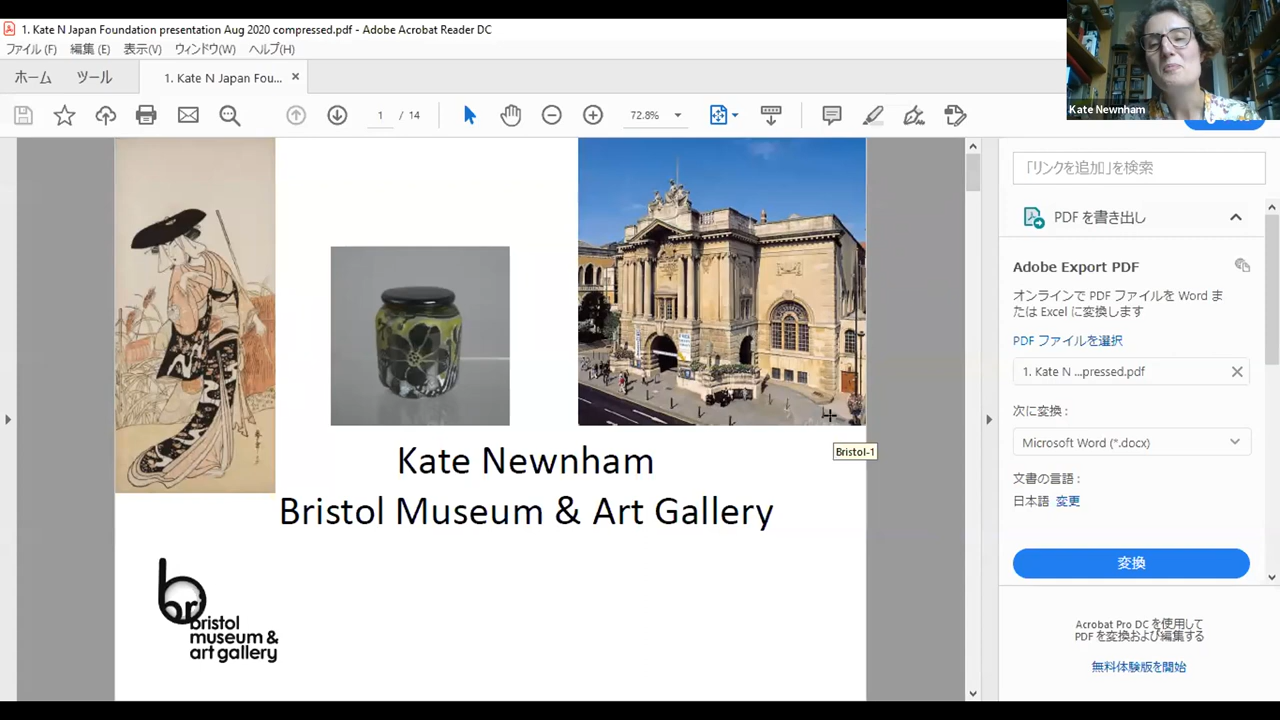 1. Kate N Japan Foundation presentation Aug 2020 compressed.pdf - Adobe Acrobat Reader DC
ファイル(F) 編集(E) 表示(V) ウィンドウ(W) ヘルプ(H)
ホーム ツール 1. Kate N Japan Fou... ×
1 / 14 72.8%
Kate Newnham
「リンクを追加」を検索
PDF を書き出し
Adobe Export PDF
オンラインで PDF ファイルを Word ま
たは Excel に変換します
PDF ファイルを選択
1. Kate N ...pressed.pdf
次に変換 :
Microsoft Word (*.docx)
文書の言語 :
日本語 変更
変換
Acrobat Pro DC を使用して
PDF を変換および編集する
無料体験版を開始
Bristol-1
Kate Newnham
Bristol Museum & Art Gallery
br
bristol
museum &
art gallery